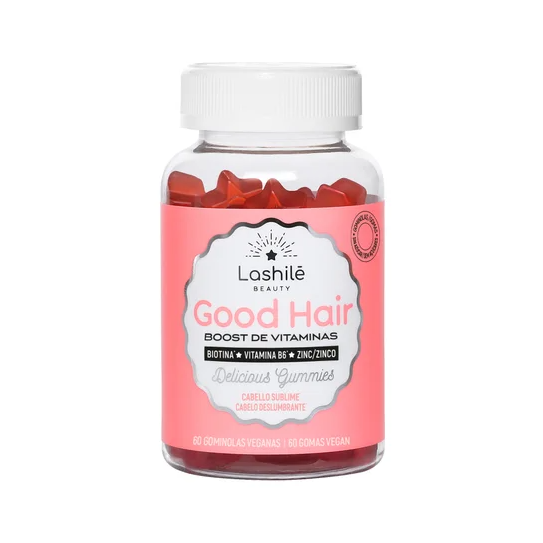 Lashilé
BEAUTY
Good Hair
BOOST DE VITAMINAS
BIOTINA* ★ VITAMINA B6* ★ ZINC/ZINCO
Delicious Gummies
CABELLO SUBLIME
CABELO DESLUMBRANTE
60 GOMINOLAS VEGANAS | 60 GOMAS VEGAN